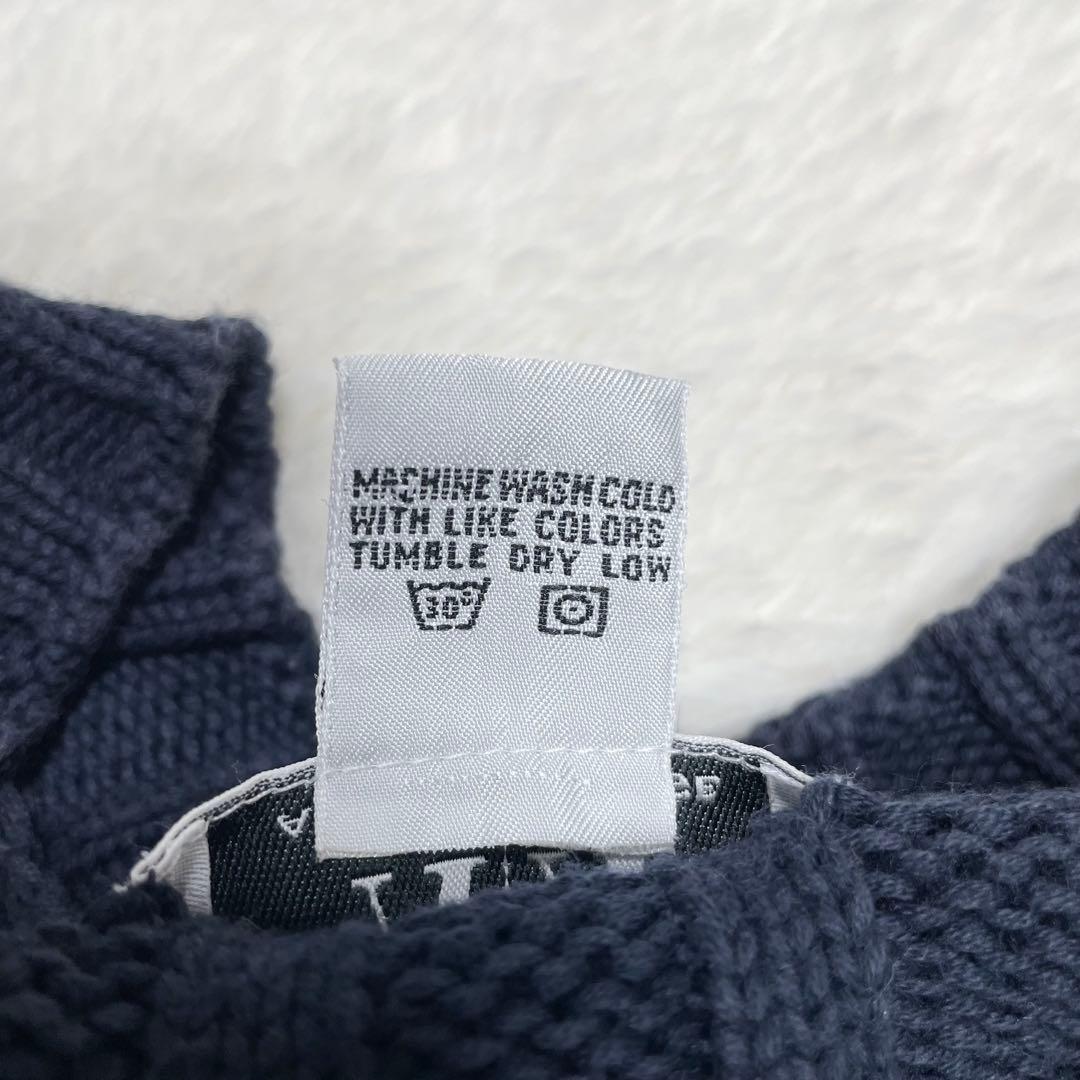 MACHINE WASH COLD
WITH LIKE COLORS
TUMBLE DRY LOW
30°